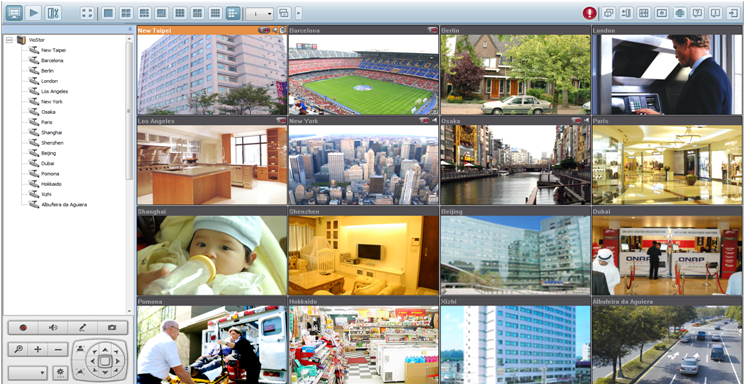 VioStor
New Taipei
Barcelona
Berlin
London
Los Angeles
New York
Osaka
Paris
Shanghai
Shenzhen
Beijing
Dubai
Pomona
Hokkaido
Xizhi
Albufeira da Aguiera
1
New Taipei
Barcelona
Berlin
London
Los Angeles
New York
Osaka
Paris
Shanghai
Shenzhen
Beijing
Dubai
QNAP
QNAP
Pomona
Hokkaido
Xizhi
Albufeira da Aguiera